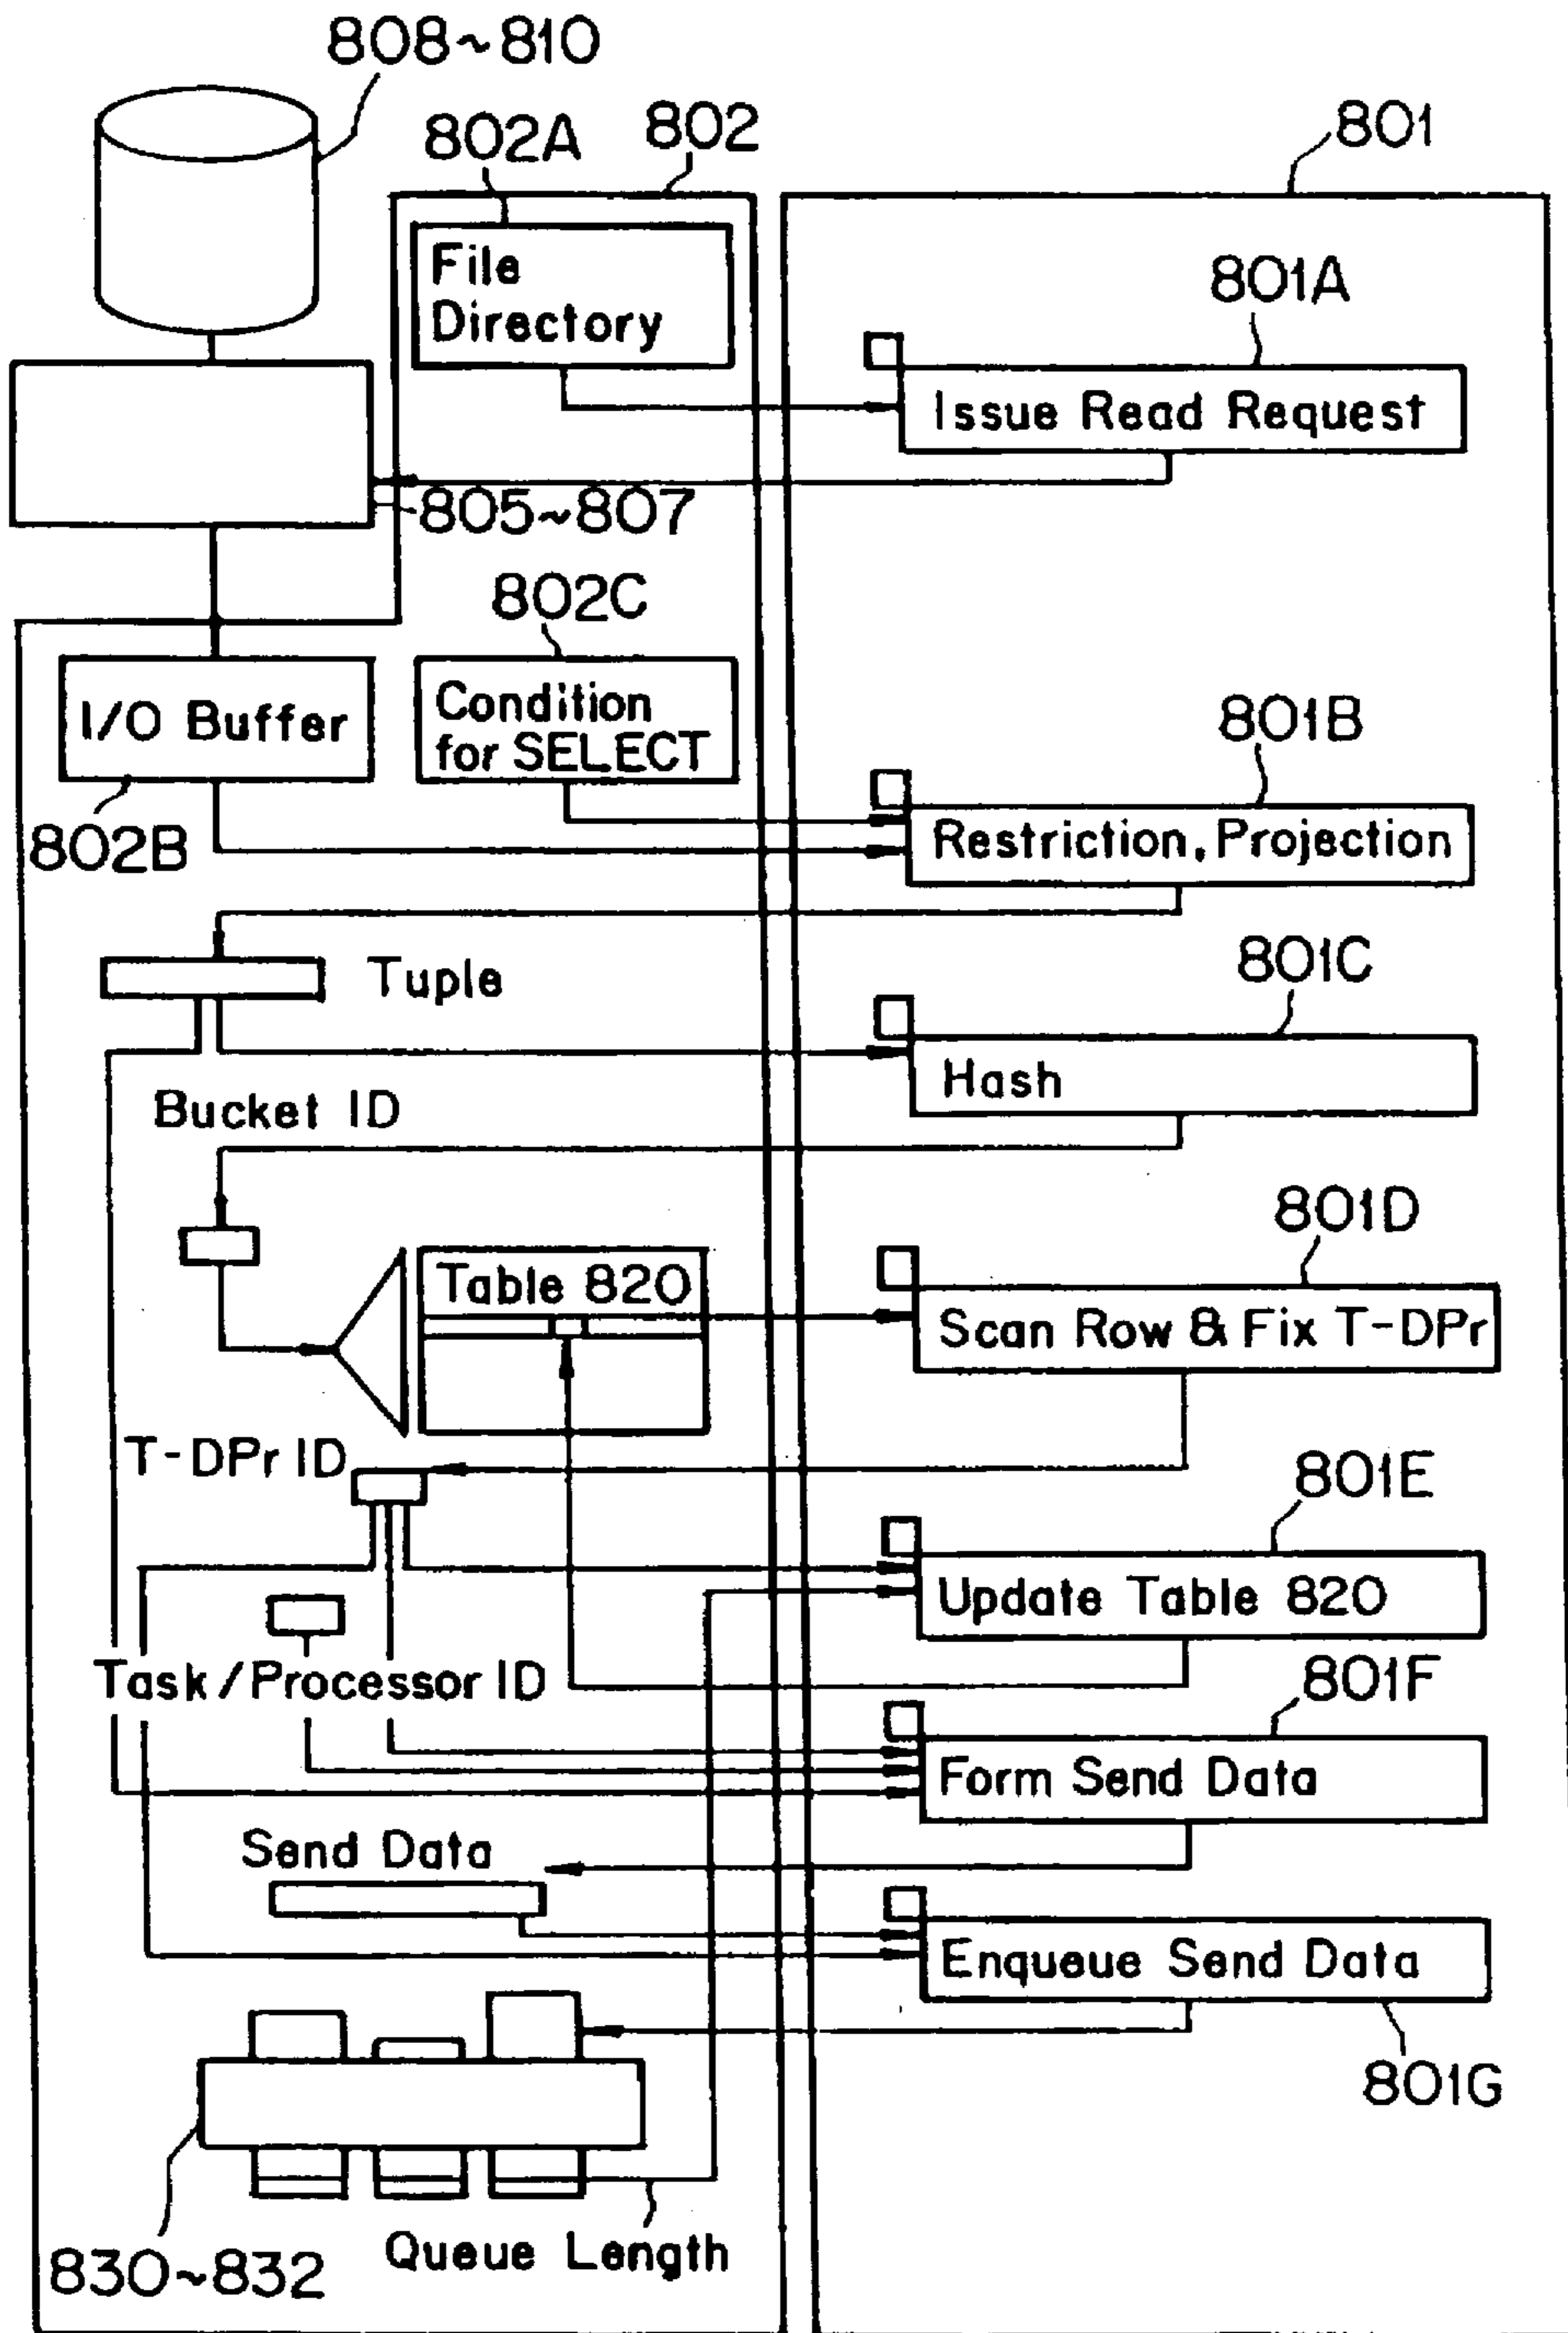 808~810
802A
802
801
File
Directory
801A
Issue Read Request
805~807
802C
I/O Buffer
Condition
for SELECT
801B
802B
Restriction, Projection
Tuple
801C
Hash
Bucket ID
801D
Table 820
Scan Row & Fix T-DPr
T-DPr ID
801E
Update Table 820
Task/Processor ID
801F
Form Send Data
Send Data
Enqueue Send Data
801G
Queue Length
830~832